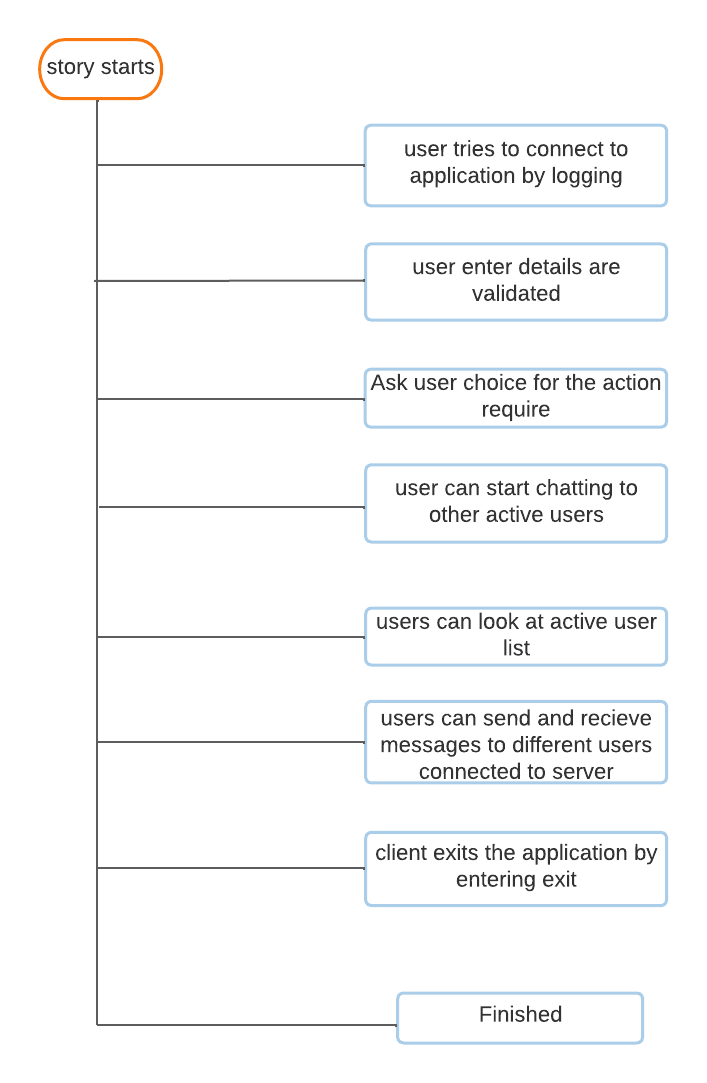 story starts
user tries to connect to
application by logging
user enter details are
validated
Ask user choice for the action
require
user can start chatting to
other active users
users can look at active user
list
users can send and recieve
messages to different users
connected to server
client exits the application by
entering exit
Finished